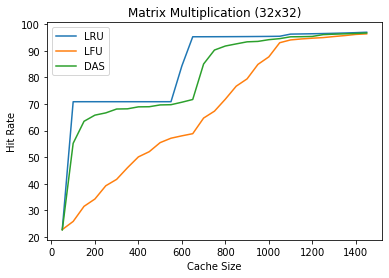 Matrix Multiplication (32x32)
LRU
LFU
DAS
100
90
80
70
60
50
40
30
20
Hit Rate
0 200 400 600 800 1000 1200 1400
Cache Size